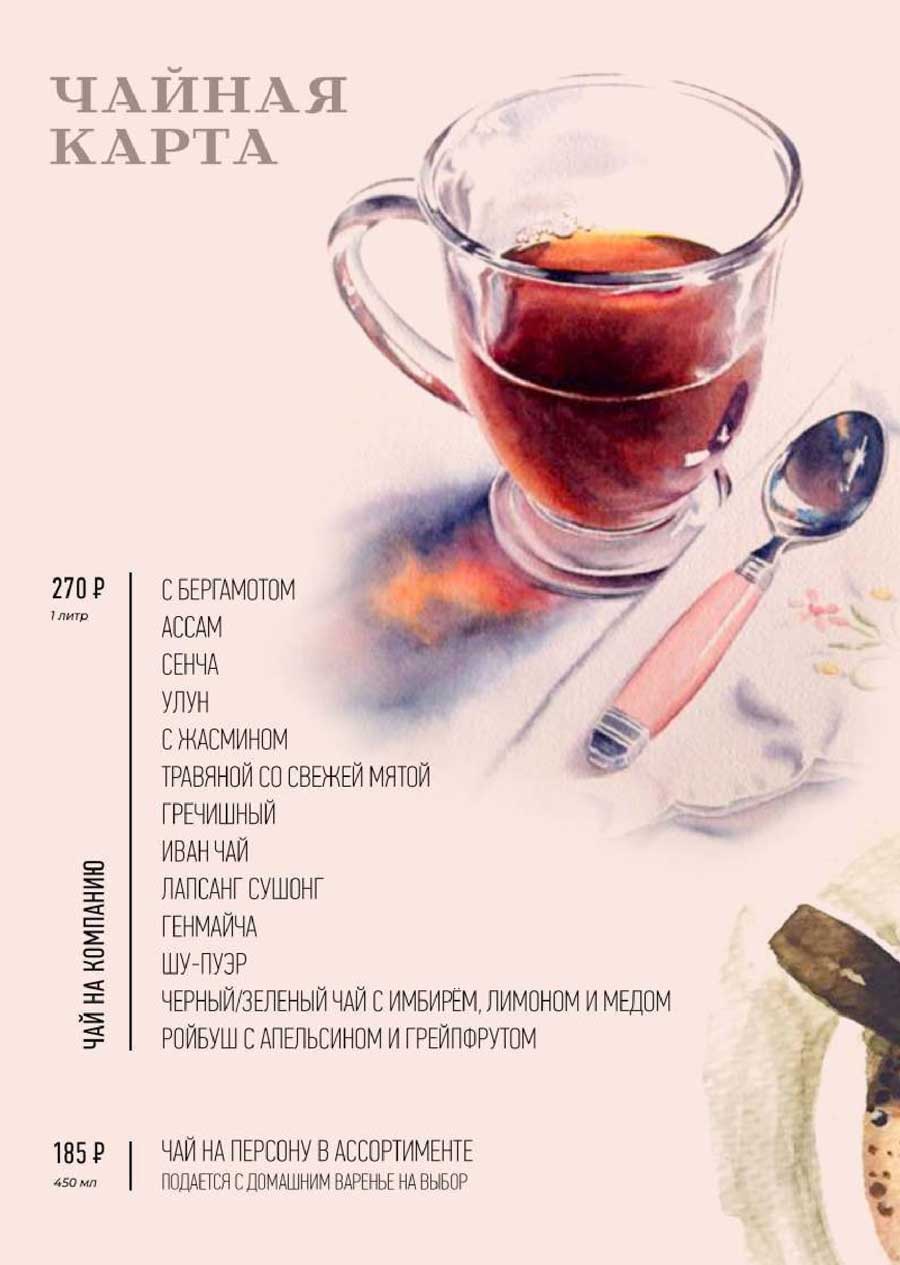 ЧАЙНАЯ
КАРТА
270 ₽
1 литр
ЧАЙ НА КОМПАНИЮ
С БЕРГАМОТОМ
АССАМ
СЕНЧА
УЛУН
С ЖАСМИНОМ
ТРАВЯНОЙ СО СВЕЖЕЙ МЯТОЙ
ГРЕЧИШНЫЙ
ИВАН ЧАЙ
ЛАПСАНГ СУШОНГ
ГЕНМАЙЧА
ШУ-ПУЭР
ЧЕРНЫЙ/ЗЕЛЕНЫЙ ЧАЙ С ИМБИРЁМ, ЛИМОНОМ И МЕДОМ
РОЙБУШ С АПЕЛЬСИНОМ И ГРЕЙПФРУТОМ
185 ₽
450 мл
ЧАЙ НА ПЕРСОНУ В АССОРТИМЕНТЕ
ПОДАЕТСЯ С ДОМАШНИМ ВАРЕНЬЕ НА ВЫБОР